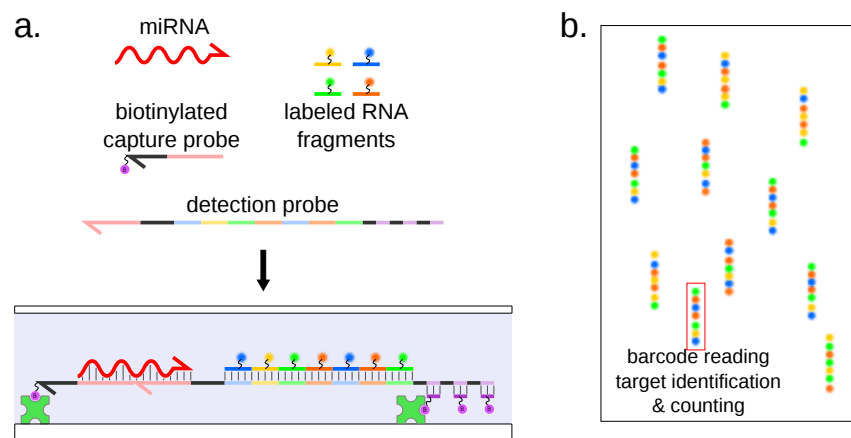 a.
miRNA
biotinylated
capture probe
B
labeled RNA
fragments
detection probe
B
B
B
B
b.
barcode reading
target identification
& counting